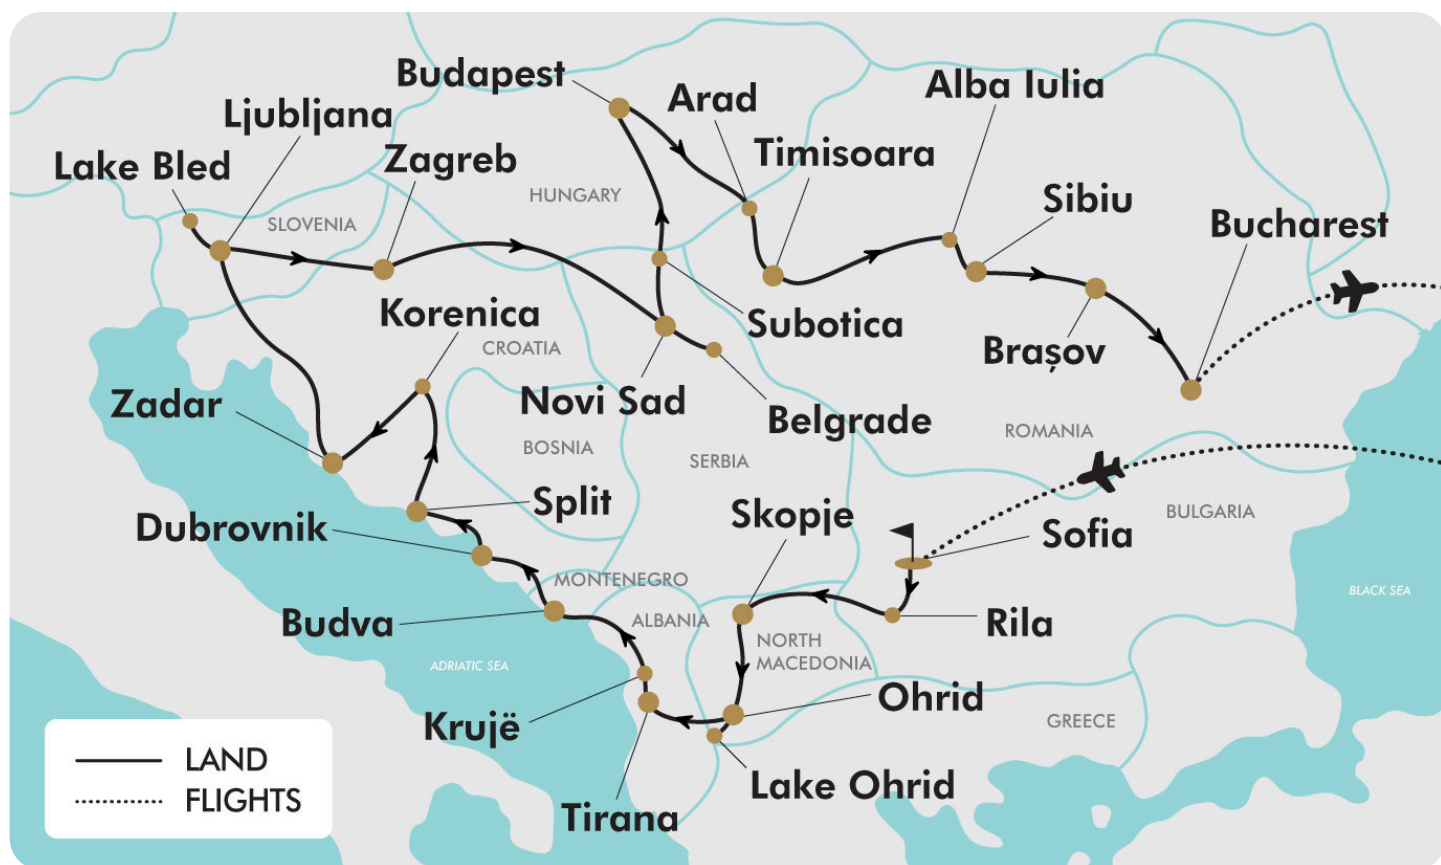 Budapest
Arad
Alba Iulia
Ljubljana
Lake Bled
Zagreb
Timisoara
HUNGARY
Sibiu
SLOVENIA
Bucharest
Korenica
Subotica
CROATIA
Brașov
Zadar
Novi Sad
Belgrade
ROMANIA
BOSNIA
SERBIA
Split
Skopje
BULGARIA
Dubrovnik
Sofia
MONTENEGRO
BLACK SEA
Budva
ALBANIA
Rila
NORTH
MACEDONIA
ADRIATIC SEA
Ohrid
Krujë
GREECE
Lake Ohrid
Tirana
LAND
FLIGHTS